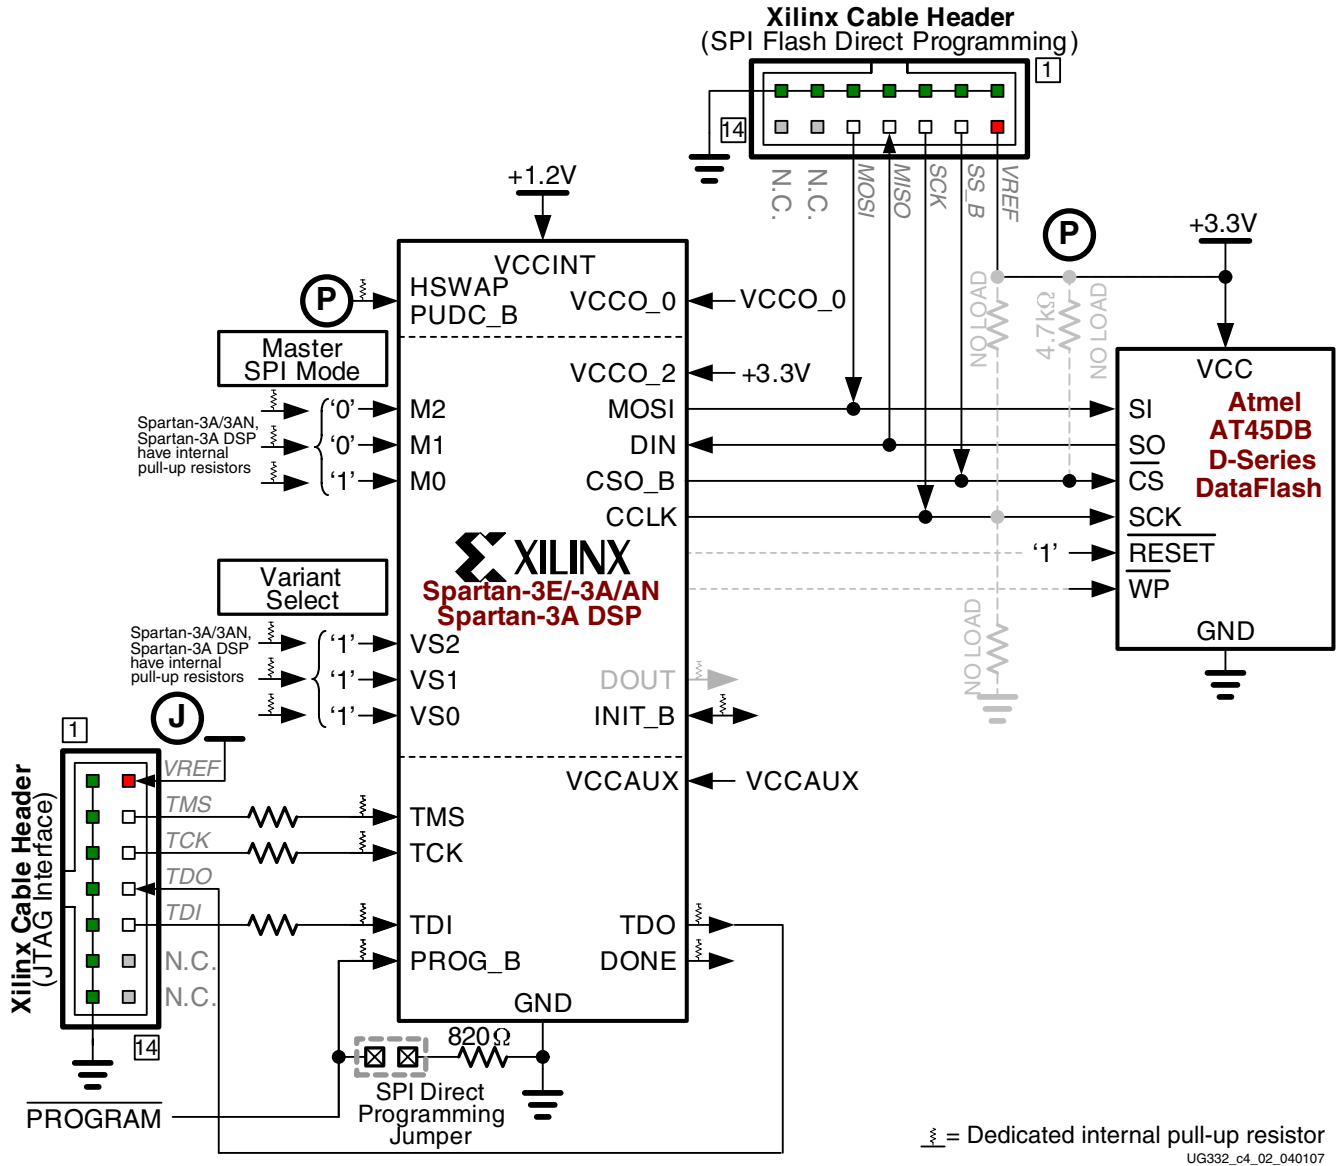 Xilinx Cable Header
(SPI Flash Direct Programming)
1
14
N.C.
N.C.
MOSI
MISO
SCK
SS_B
VREF
+1.2V
P
+3.3V
P
VCCINT
HSWAP
PUDC_B
VCCO_0
VCCO_0
NO LOAD
4.7kΩ
NO LOAD
Master
SPI Mode
VCCO_2
+3.3V
VCC
Spartan-3A/3AN,
Spartan-3A DSP
have internal
pull-up resistors
‘0’
M2
MOSI
SI
Atmel
AT45DB
D-Series
DataFlash
‘0’
M1
DIN
SO
‘1’
M0
CSO_B
CS
CCLK
SCK
XILINX
‘1’
RESET
Spartan-3E/-3A/AN
Spartan-3A DSP
WP
Variant
Select
NO LOAD
GND
Spartan-3A/3AN,
Spartan-3A DSP
have internal
pull-up resistors
‘1’
VS2
‘1’
VS1
DOUT
‘1’
VS0
INIT_B
J
1
Xilinx Cable Header
(JTAG Interface)
VREF
VCCAUX
VCCAUX
TMS
TMS
TCK
TCK
TDO
TDI
TDI
TDO
N.C.
PROG_B
DONE
N.C.
GND
14
820Ω
SPI Direct
Programming
Jumper
PROGRAM
= Dedicated internal pull-up resistor
UG332_c4_02_040107